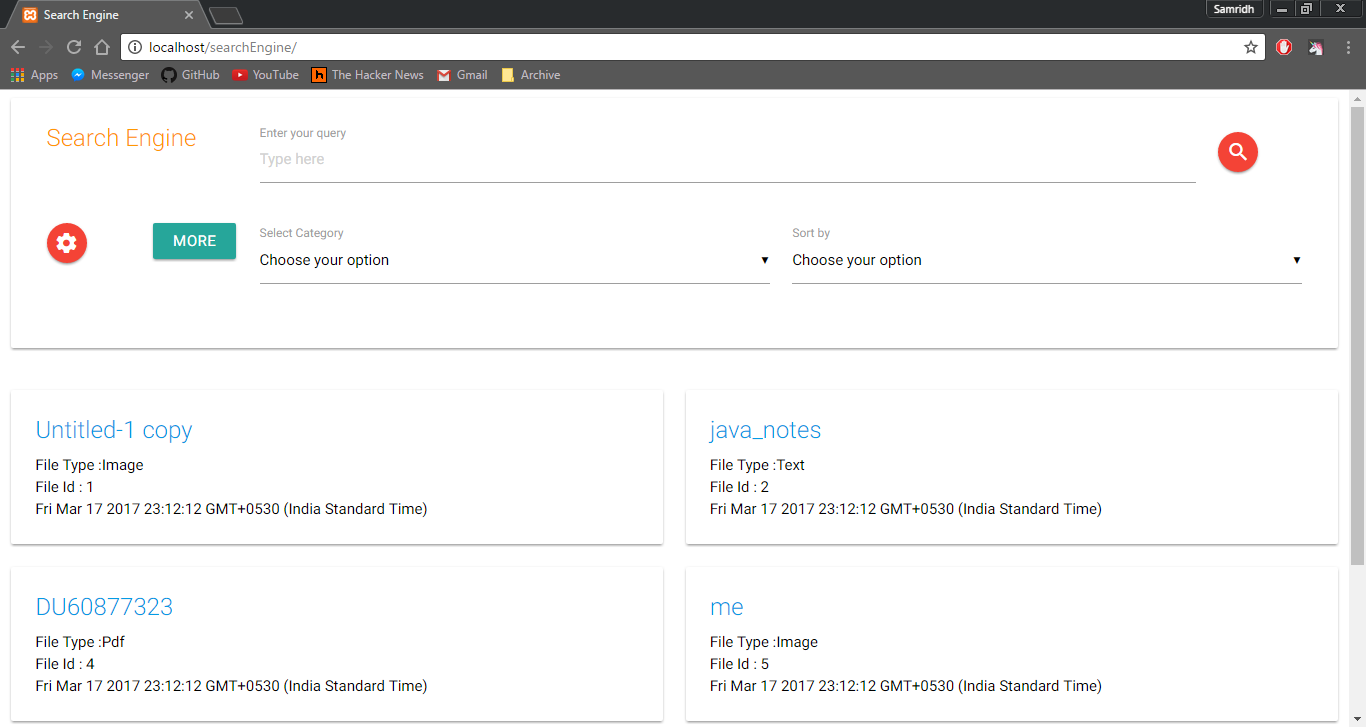 Search Engine
Samridh
localhost/searchEngine/
Apps Messenger GitHub YouTube The Hacker News Gmail Archive
Search Engine
Enter your query
Type here
MORE
Select Category
Choose your option
Sort by
Choose your option
Untitled-1 copy
File Type :Image
File Id : 1
Fri Mar 17 2017 23:12:12 GMT+0530 (India Standard Time)
java_notes
File Type :Text
File Id : 2
Fri Mar 17 2017 23:12:12 GMT+0530 (India Standard Time)
DU60877323
File Type :Pdf
File Id : 4
Fri Mar 17 2017 23:12:12 GMT+0530 (India Standard Time)
me
File Type :Image
File Id : 5
Fri Mar 17 2017 23:12:12 GMT+0530 (India Standard Time)